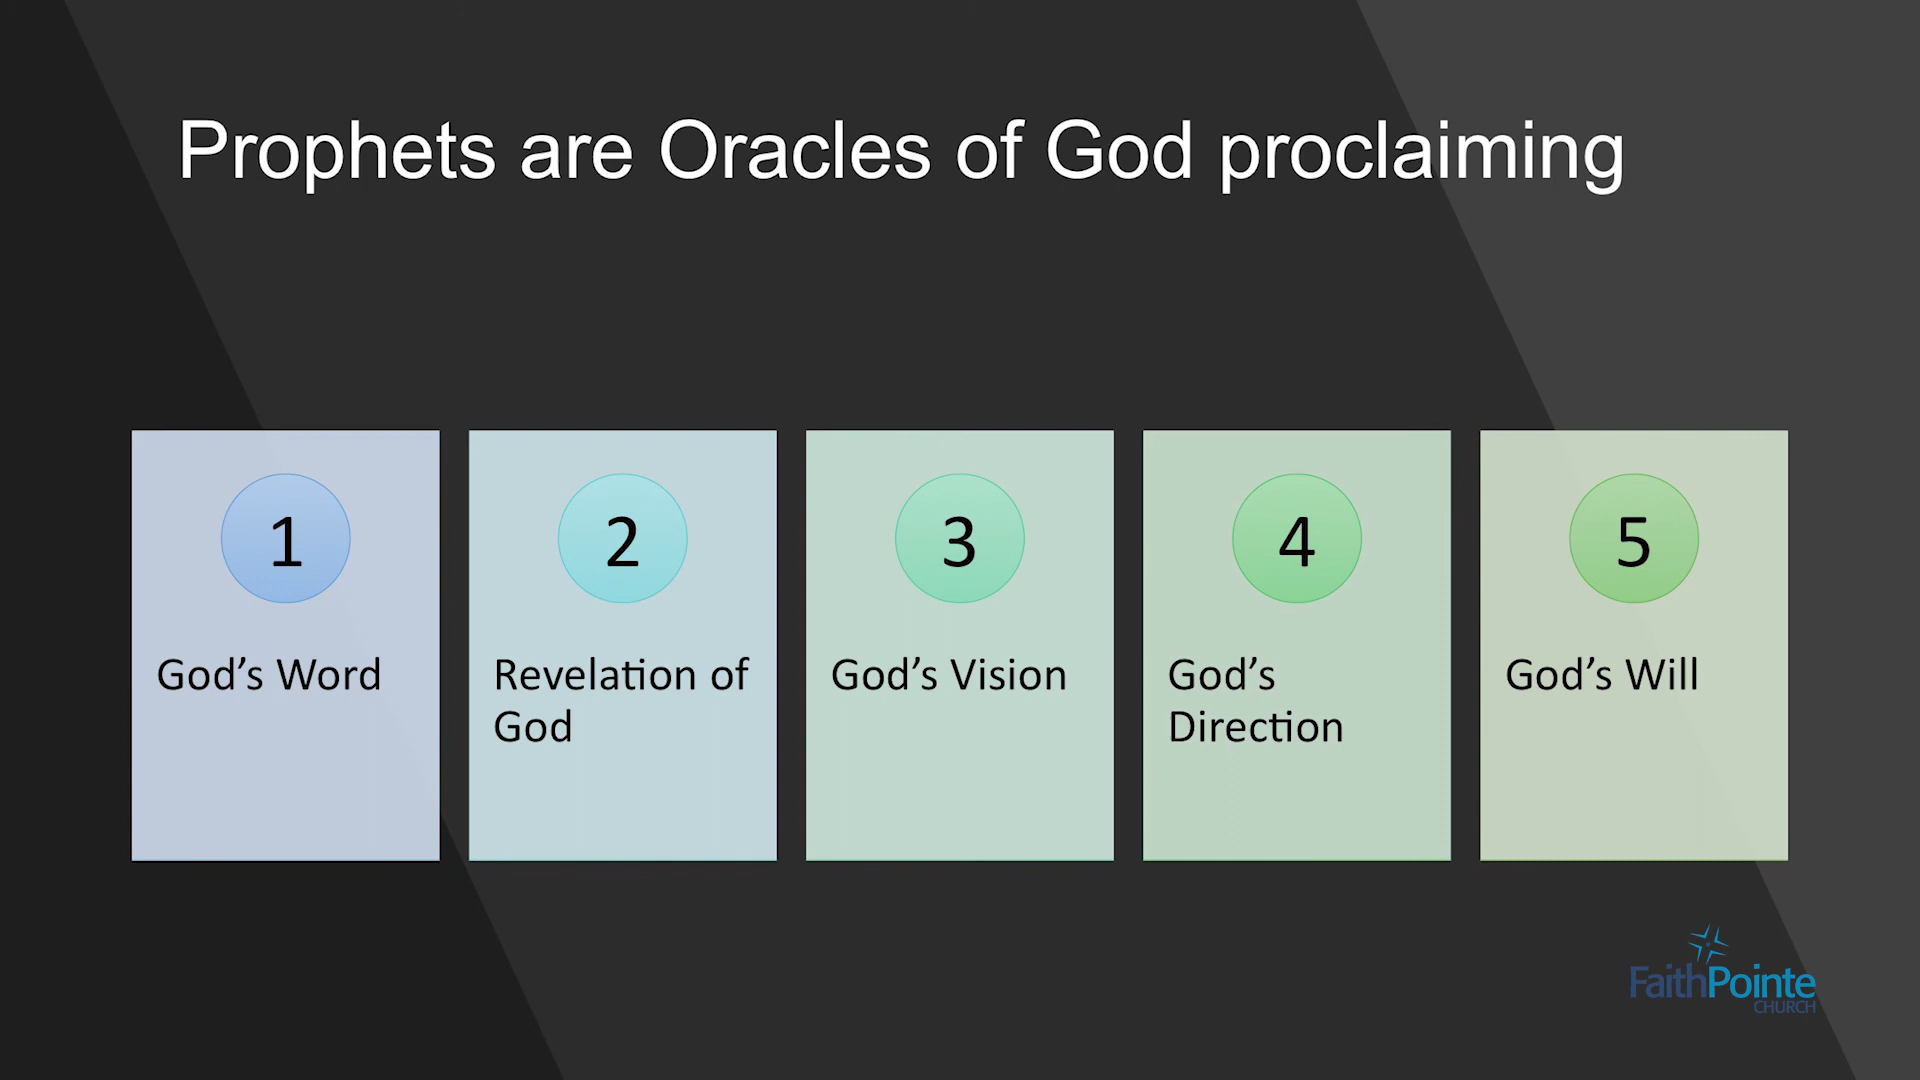 Prophets are Oracles of God proclaiming
1
God’s Word
2
Revelation of
God
3
God’s Vision
4
God’s
Direction
5
God’s Will
FaithPointe
CHURCH